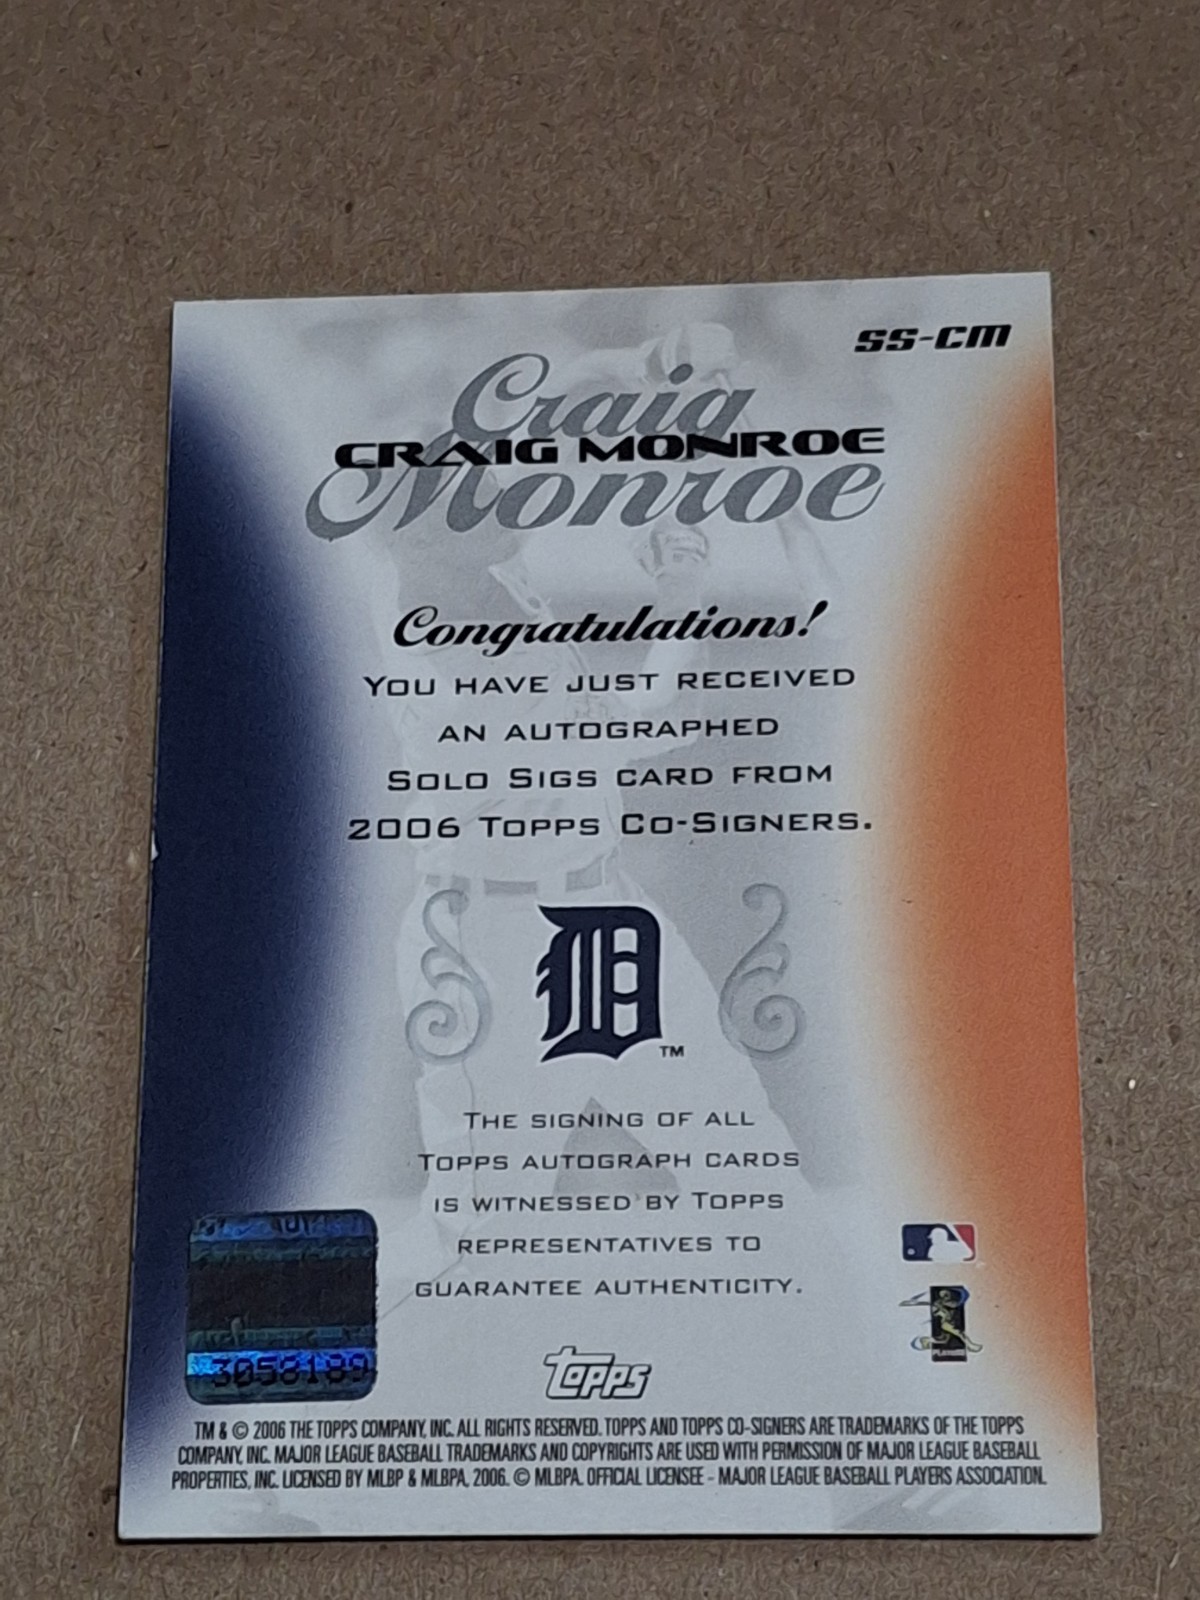 SS-CM
Craig
CRAIG MONROE
Monroe
Congratulations!
YOU HAVE JUST RECEIVED
AN AUTOGRAPHED
SOLO SIGS CARD FROM
2006 TOPPS CO-SIGNERS.
D
TM
THE SIGNING OF ALL
TOPPS AUTOGRAPH CARDS
IS WITNESSED BY TOPPS
REPRESENTATIVES TO
GUARANTEE AUTHENTICITY.
3058189
Topps
TM & © 2006 THE TOPPS COMPANY, INC. ALL RIGHTS RESERVED. TOPPS AND TOPPS CO-SIGNERS ARE TRADEMARKS OF THE TOPPS
COMPANY, INC. MAJOR LEAGUE BASEBALL TRADEMARKS AND COPYRIGHTS ARE USED WITH PERMISSION OF MAJOR LEAGUE BASEBALL
PROPERTIES, INC. LICENSED BY MLBP & MLBPA, 2006. © MLBPA. OFFICIAL LICENSEE - MAJOR LEAGUE BASEBALL PLAYERS ASSOCIATION.